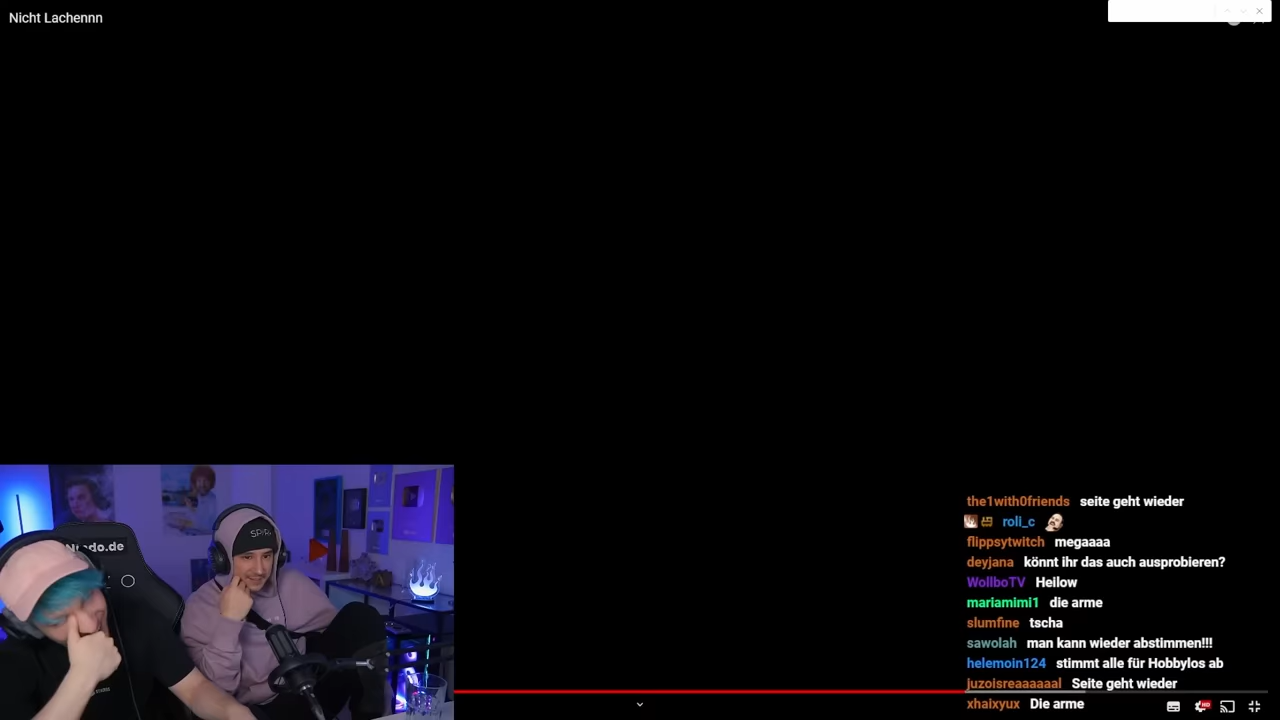 Nicht Lachennn
the1with0friends seite geht wieder
roli_c
flippsytwitch megaaaa
deyjana könnt ihr das auch ausprobieren?
WollboTV Heilow
mariamimi1 die arme
slumfine tscha
sawolah man kann wieder abstimmen!!!
helemoin124 stimmt alle für Hobbylos ab
juzoisreaaaaaal Seite geht wieder
xhaixyux Die arme
HD